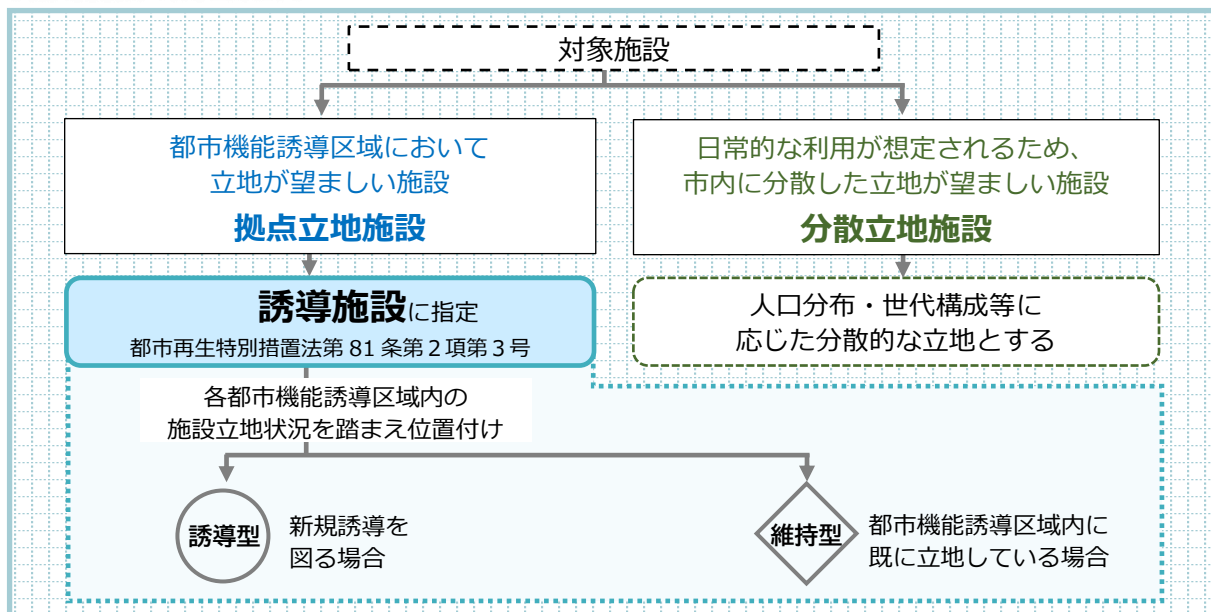 対象施設
都市機能誘導区域において
立地が望ましい施設
拠点立地施設
日常的な利用が想定されるため、
市内に分散した立地が望ましい施設
分散立地施設
誘導施設に指定
都市再生特別措置法第 81 条第２項第３号
人口分布・世代構成等に
応じた分散的な立地とする
各都市機能誘導区域内の
施設立地状況を踏まえ位置付け
誘導型
新規誘導を
図る場合
維持型
都市機能誘導区域内に
既に立地している場合